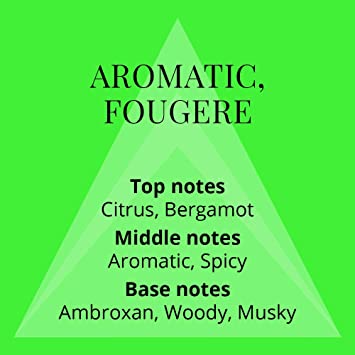 AROMATIC,
FOUGERE
Top notes
Citrus, Bergamot
Middle notes
Aromatic, Spicy
Base notes
Ambroxan, Woody, Musky